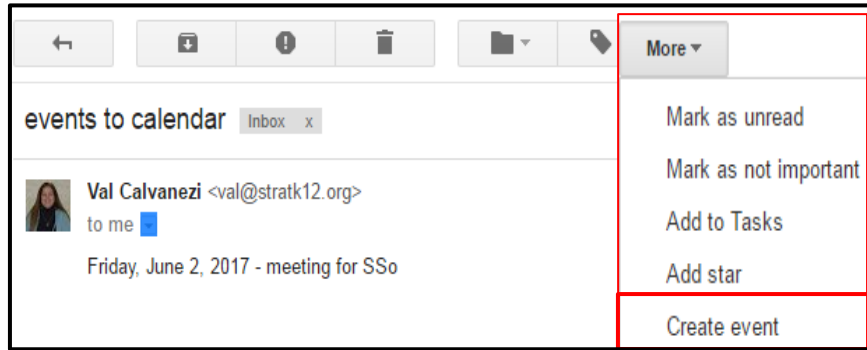 More
events to calendar Inbox x
Val Calvanezi <val@stratk12.org>
to me
Friday, June 2, 2017 - meeting for SSo
Mark as unread
Mark as not important
Add to Tasks
Add star
Create event